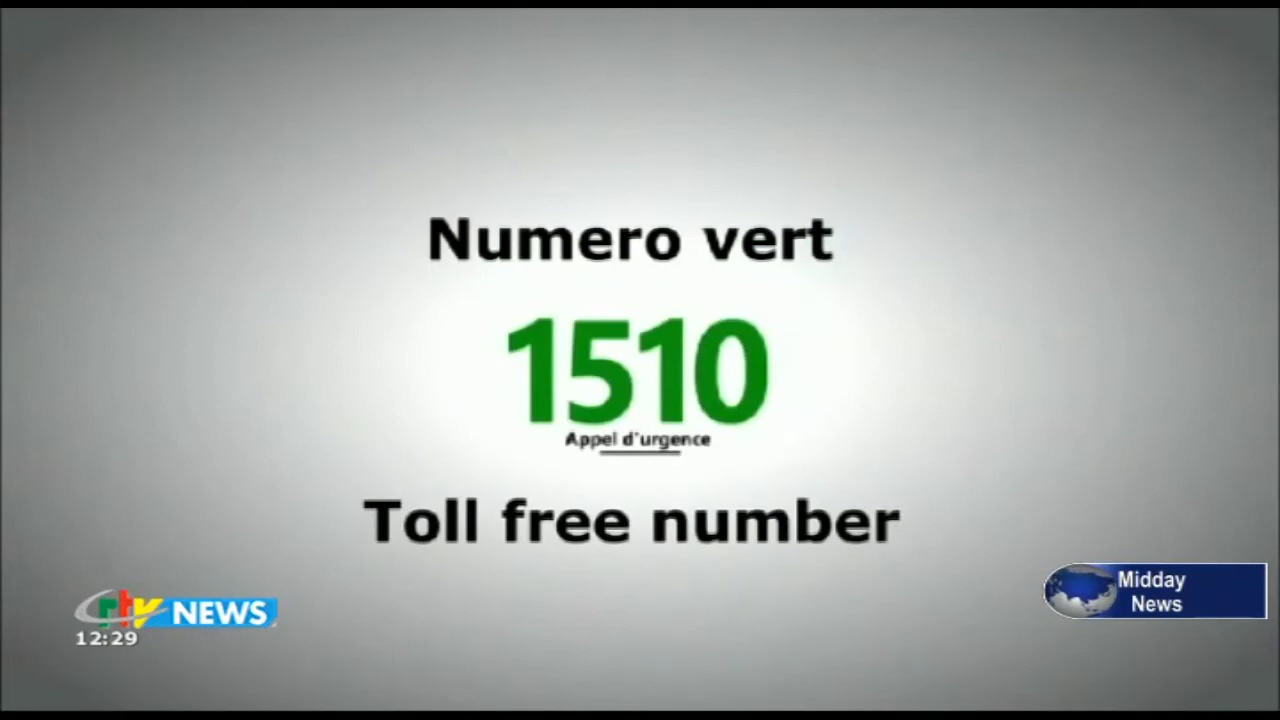 Numero vert
1510
Appel d'urgence
Toll free number
crtv NEWS
12:29
Midday
News